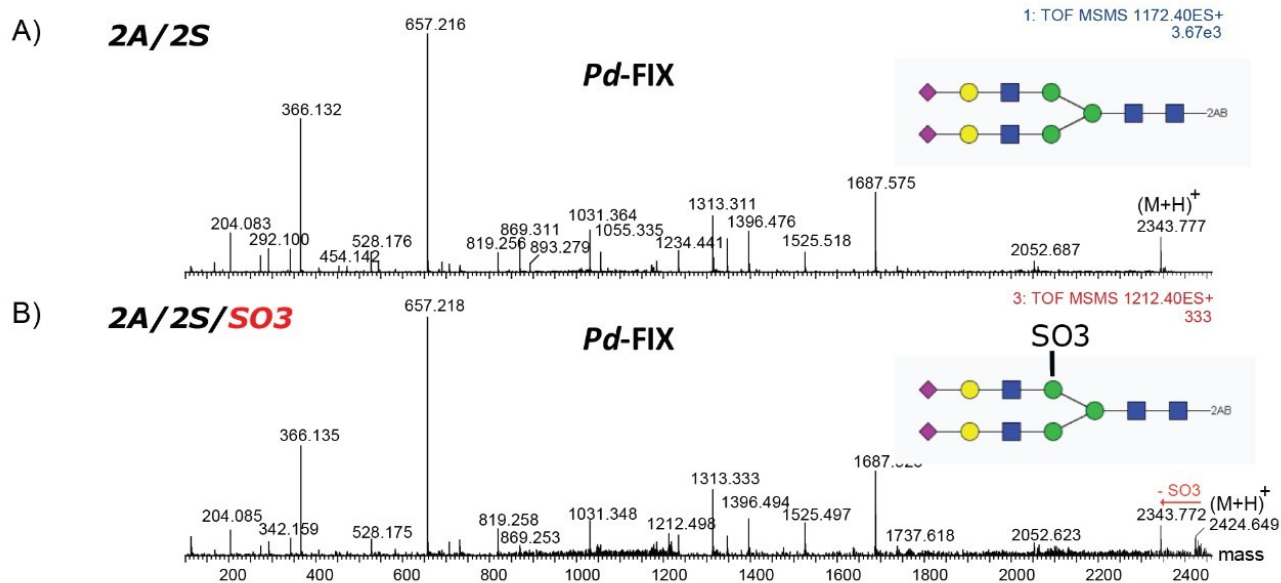 A) 2A/2S
1: TOF MSMS 1172.40ES+
3.67e3
Pd-FIX
657.216
366.132
204.083
292.100
454.142
528.176
819.256
869.311
893.279
1031.364
1055.335
1234.441
1313.311
1396.476
1525.518
1687.575
2052.687
(M+H)+
2343.777
2AB
B) 2A/2S/SO3
3: TOF MSMS 1212.40ES+
333
Pd-FIX
SO3
657.218
366.135
204.085
342.159
528.175
819.258
869.253
1031.348
1212.498
1313.333
1396.494
1525.497
1737.618
2052.623
- SO3
(M+H)+
2343.772
2424.649
2AB
mass
200 400 600 800 1000 1200 1400 1600 1800 2000 2200 2400